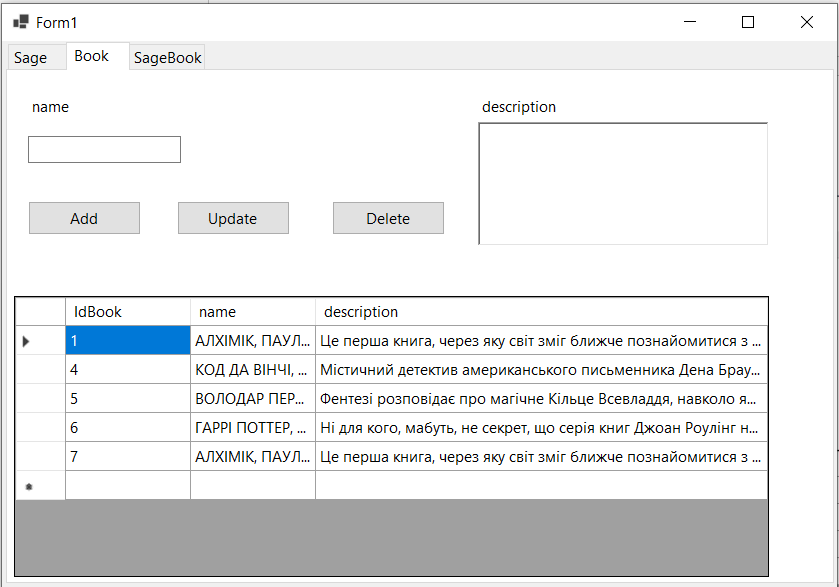 Form1
Sage Book SageBook
name description
Add Update Delete
IdBook name description
1 АЛХІМІК, ПАУЛ... Це перша книга, через яку світ зміг ближче познайомитися з ...
4 КОД ДА ВІНЧІ, ... Містичний детектив американського письменника Дена Брау...
5 ВОЛОДАР ПЕР... Фентезі розповідає про магічне Кільце Всевладдя, навколо я...
6 ГАРРІ ПОТТЕР, ... Ні для кого, мабуть, не секрет, що серія книг Джоан Роулінг н...
7 АЛХІМІК, ПАУЛ... Це перша книга, через яку світ зміг ближче познайомитися з ...